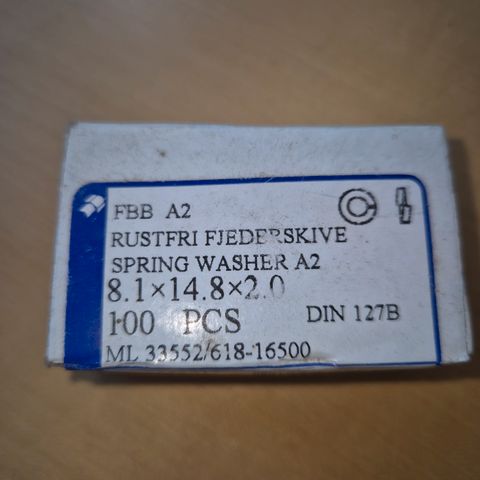 FBB A2
RUSTFRI FJEDERSKIVE
SPRING WASHER A2
8.1×14.8×2.0
100 PCS DIN 127B
ML 33552/618-16500